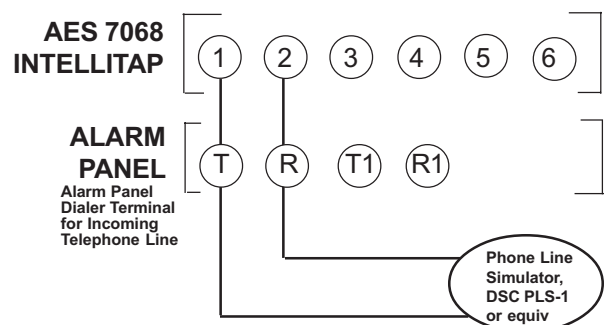 AES 7068
INTELLITAP
1 2 3 4 5 6
ALARM
PANEL
T R T1 R1
Alarm Panel
Dialer Terminal
for Incoming
Telephone Line
Phone Line
Simulator,
DSC PLS-1
or equiv